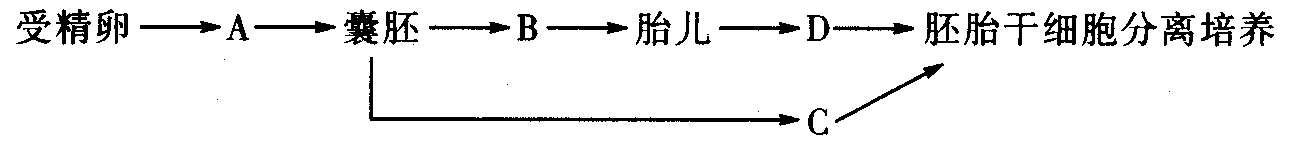 受精卵 → A → 囊胚 → B → 胎儿 → D → 胚胎干细胞分离培养
C